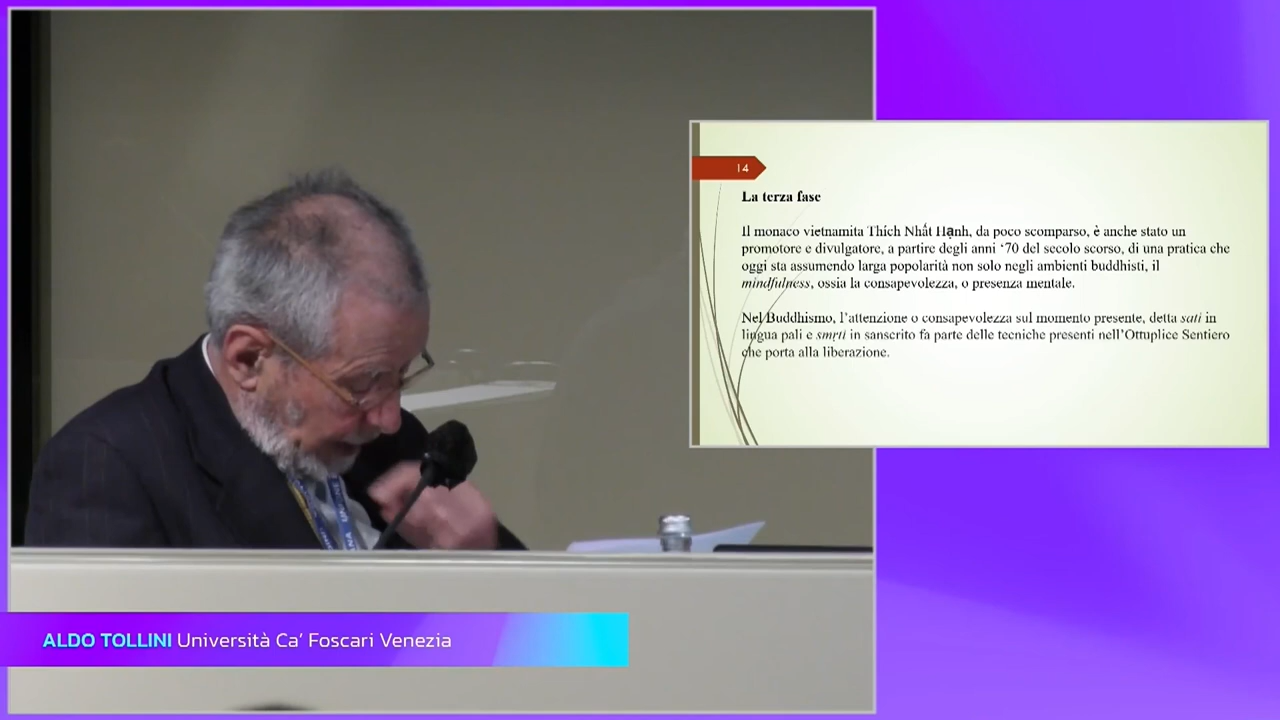 14
La terza fase
Il monaco vietnamita Thích Nhất Hạnh, da poco scomparso, è anche stato un
promotore e divulgatore, a partire degli anni ‘70 del secolo scorso, di una pratica che
oggi sta assumendo larga popolarità non solo negli ambienti buddhisti, il
mindfulness, ossia la consapevolezza, o presenza mentale.
Nel Buddhismo, l’attenzione o consapevolezza sul momento presente, detta sati in
lingua pali e smṛti in sanscrito fa parte delle tecniche presenti nell’Ottuplice Sentiero
che porta alla liberazione.
ALDO TOLLINI Università Ca’ Foscari Venezia